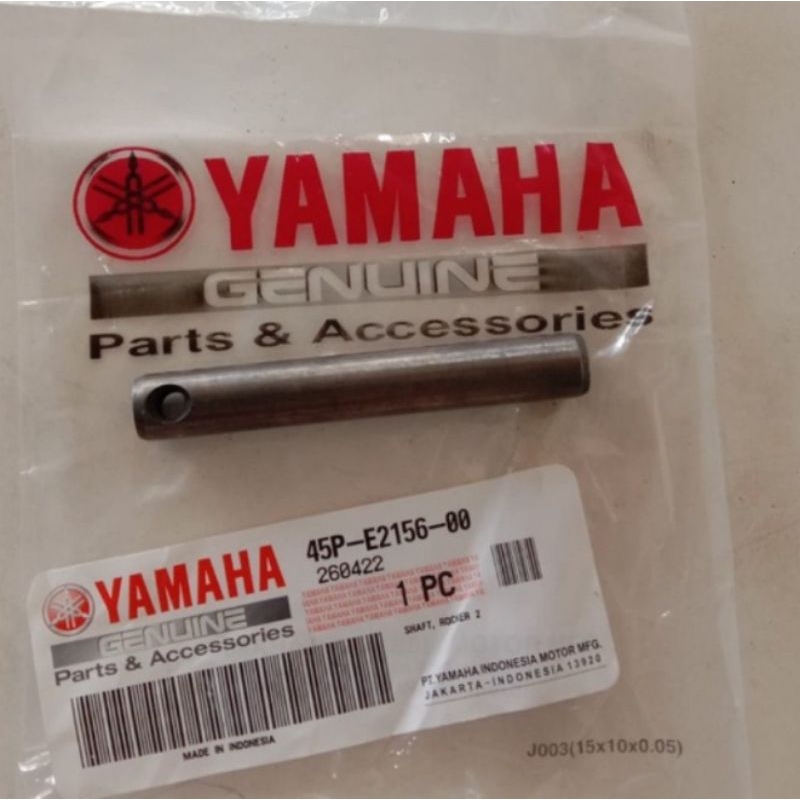 YAMAHA
GENUINE
Parts & Accessories
YAMAHA
GENUINE
Parts & Accessories
MADE IN INDONESIA
45P-E2156-00
260422
1 PC
SHAFT, ROCKER 2
PT. YAMAHA INDONESIA MOTOR MFG.
JAKARTA-INDONESIA 13920
J003(15x10x0.05)